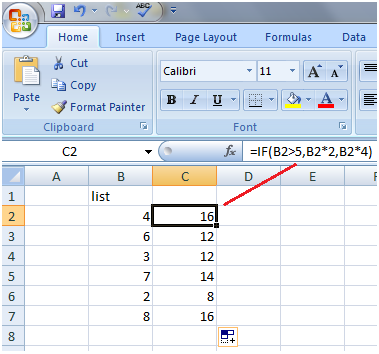 ABC
Home Insert Page Layout Formulas Data
Paste
Cut
Copy
Format Painter
Clipboard
Calibri 11 A A
B I U A
Font
C2 fx =IF(B2>5,B2*2,B2*4)
A B C D E F
1 list
2 4 16
3 6 12
4 3 12
5 7 14
6 2 8
7 8 16
8